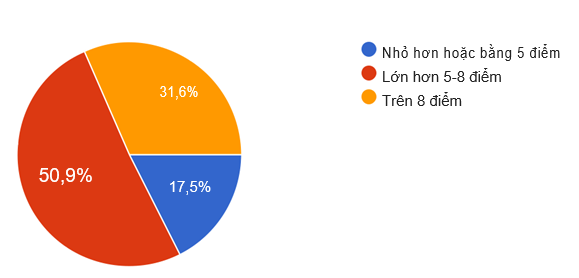 Nhỏ hơn hoặc bằng 5 điểm
Lớn hơn 5-8 điểm
Trên 8 điểm
31,6%
50,9%
17,5%